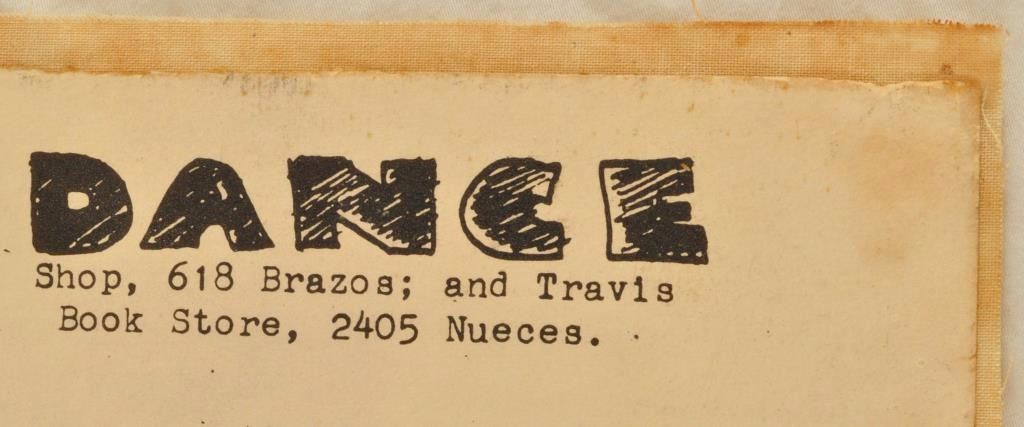 DANCE
Shop, 618 Brazos; and Travis
Book Store, 2405 Nueces.